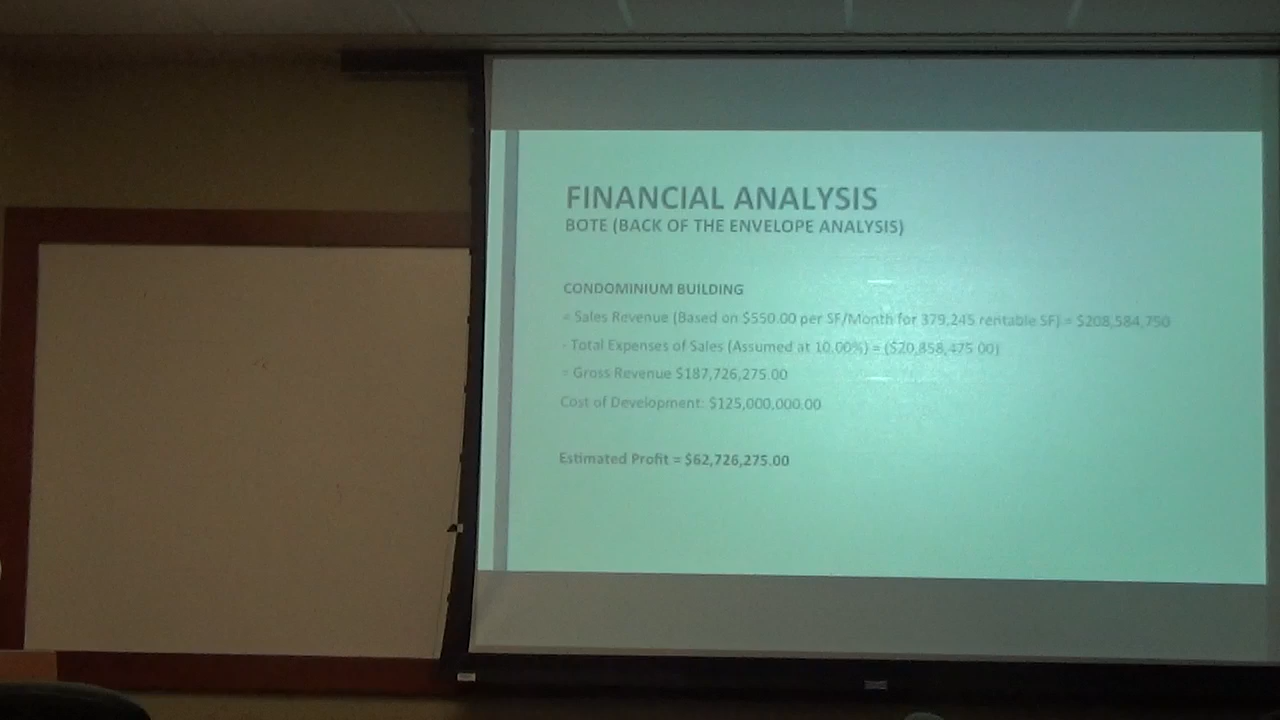 FINANCIAL ANALYSIS
BOTE (BACK OF THE ENVELOPE ANALYSIS)
CONDOMINIUM BUILDING
= Sales Revenue (Based on $550.00 per SF/Month for 379,245 rentable SF) = $208,584,750
- Total Expenses of Sales (Assumed at 10.00%) = ($20,858,475.00)
= Gross Revenue $187,726,275.00
Cost of Development: $125,000,000.00
Estimated Profit = $62,726,275.00